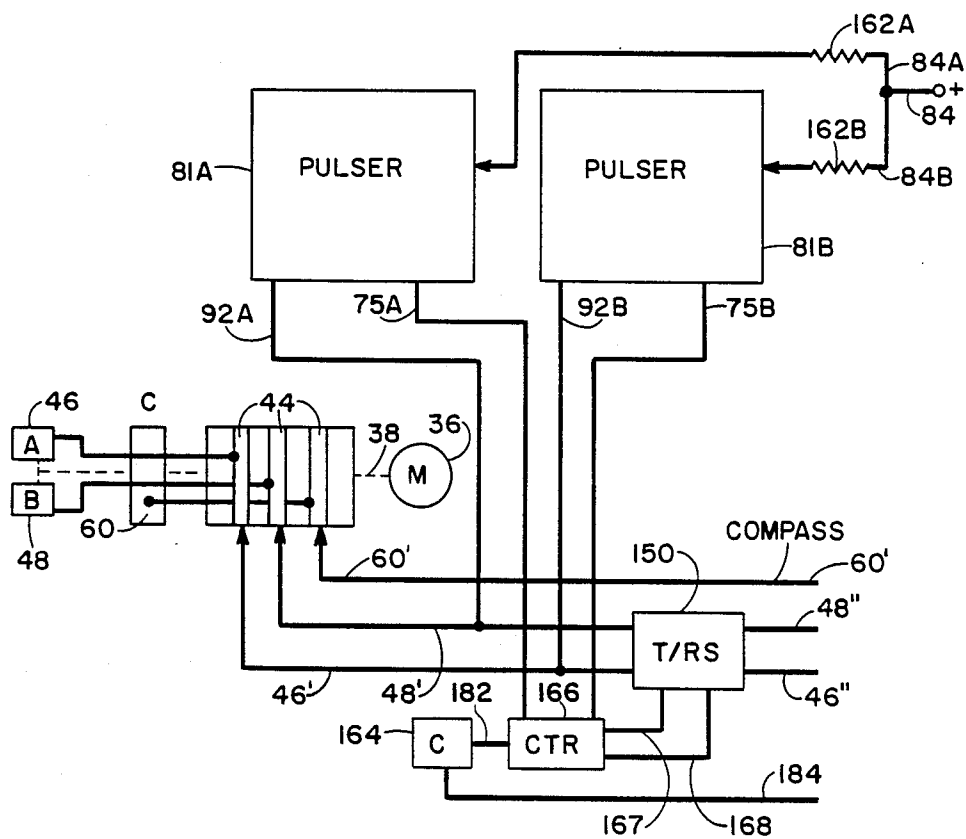 162A
84A
+
84
162B
84B
PULSER
PULSER
81A
81B
75A
92A
92B
75B
46
C
44
38
36
A
M
B
48
60
COMPASS
150
60'
60'
48"
T/RS
46"
46'
48'
182
166
164
C
CTR
184
167
168